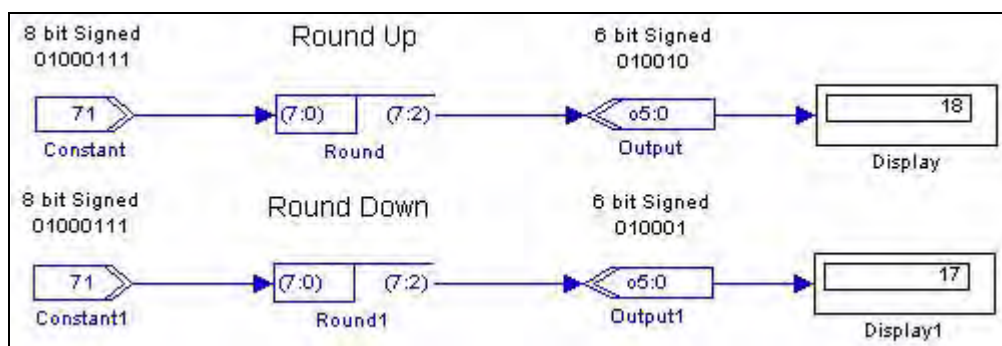 8 bit Signed
01000111
Round Up
6 bit Signed
010010
71
(7:0)
(7:2)
o5:0
18
Constant
Round
Output
Display
8 bit Signed
01000111
Round Down
6 bit Signed
010001
71
(7:0)
(7:2)
o5:0
17
Constant1
Round1
Output1
Display1